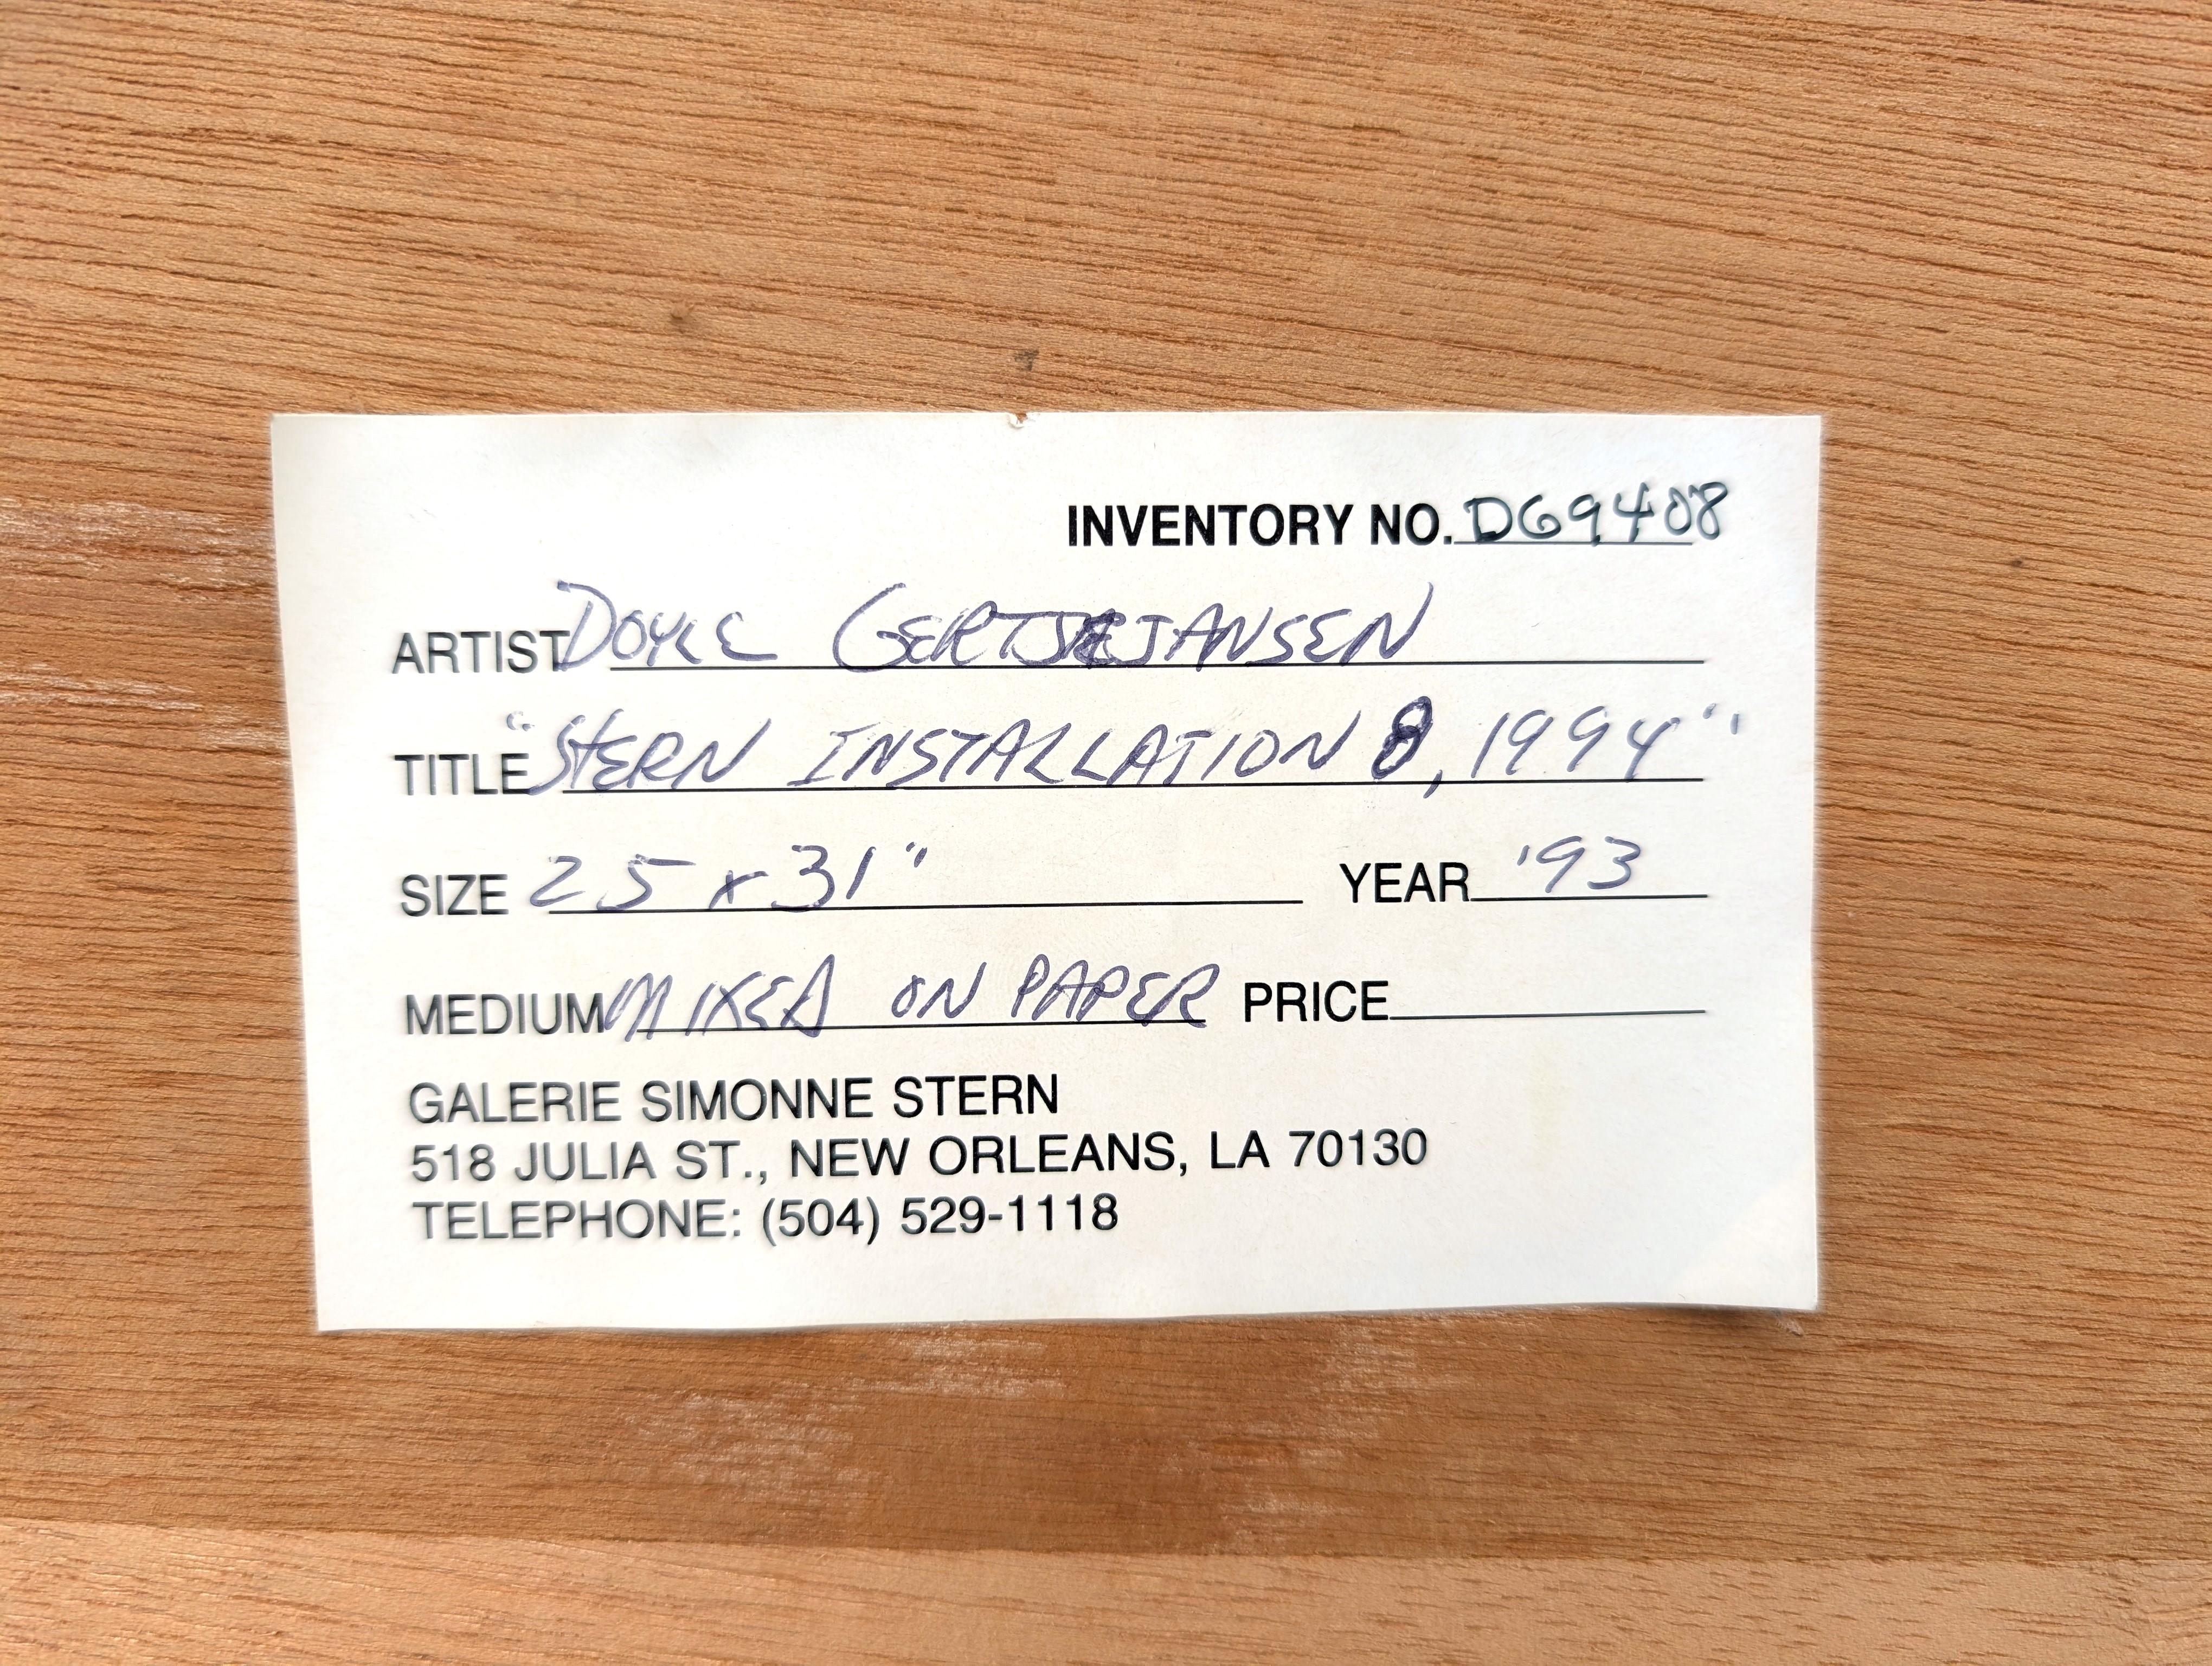 INVENTORY NO. DG9408
ARTIST DOYLE GERTJEJANSEN
TITLE "STERN INSTALLATION 8, 1994"
SIZE 25 x 31" YEAR '93
MEDIUM MIXED ON PAPER PRICE
GALERIE SIMONNE STERN
518 JULIA ST., NEW ORLEANS, LA 70130
TELEPHONE: (504) 529-1118